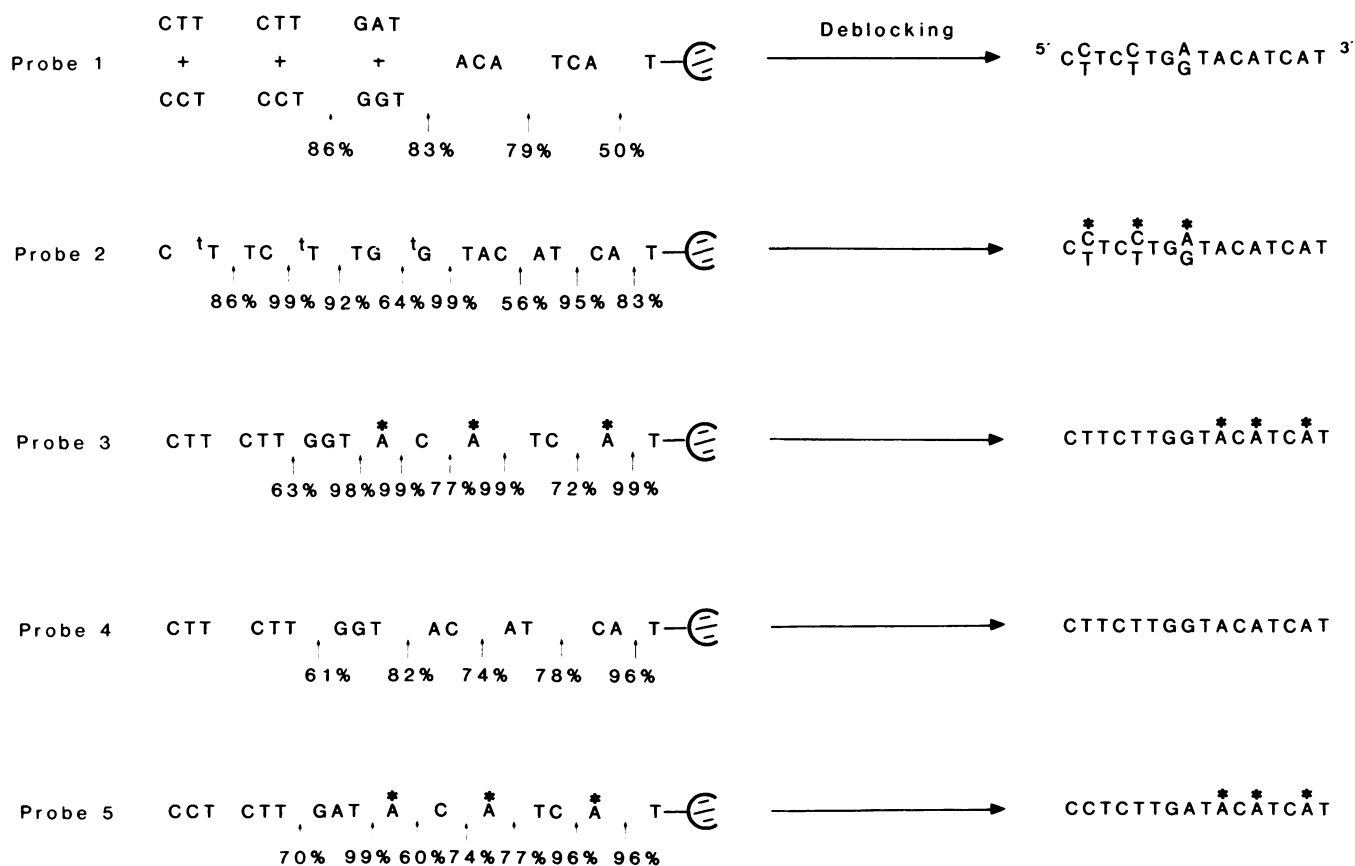 CTT CTT GAT
Deblocking
Probe 1 + + + ACA TCA T 5' C C TC C TG A TACATCAT 3'
T T G
CCT CCT GGT
86% 83% 79% 50%
* * *
C C A
Probe 2 C tT TC tT TG tG TAC AT CA T C TC TG TACATCAT
T T G
86% 99% 92% 64% 99% 56% 95% 83%
* * * * * *
Probe 3 CTT CTT GGT A C A TC A T CTTCTTGGTACATCAT
63% 98% 99% 77% 99% 72% 99%
Probe 4 CTT CTT GGT AC AT CA T CTTCTTGGTACATCAT
61% 82% 74% 78% 96%
* * * * * *
Probe 5 CCT CTT GAT A C A TC A T CCTCTTGATACATCAT
70% 99% 60% 74% 77% 96% 96%